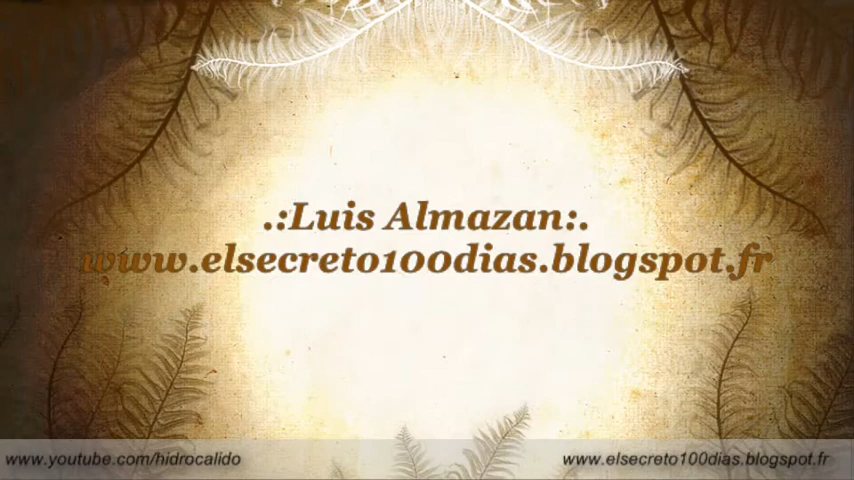 .:Luis Almazan:.
www.elsecreto100dias.blogspot.fr
www.youtube.com/hidrocalido
www.elsecreto100dias.blogspot.fr